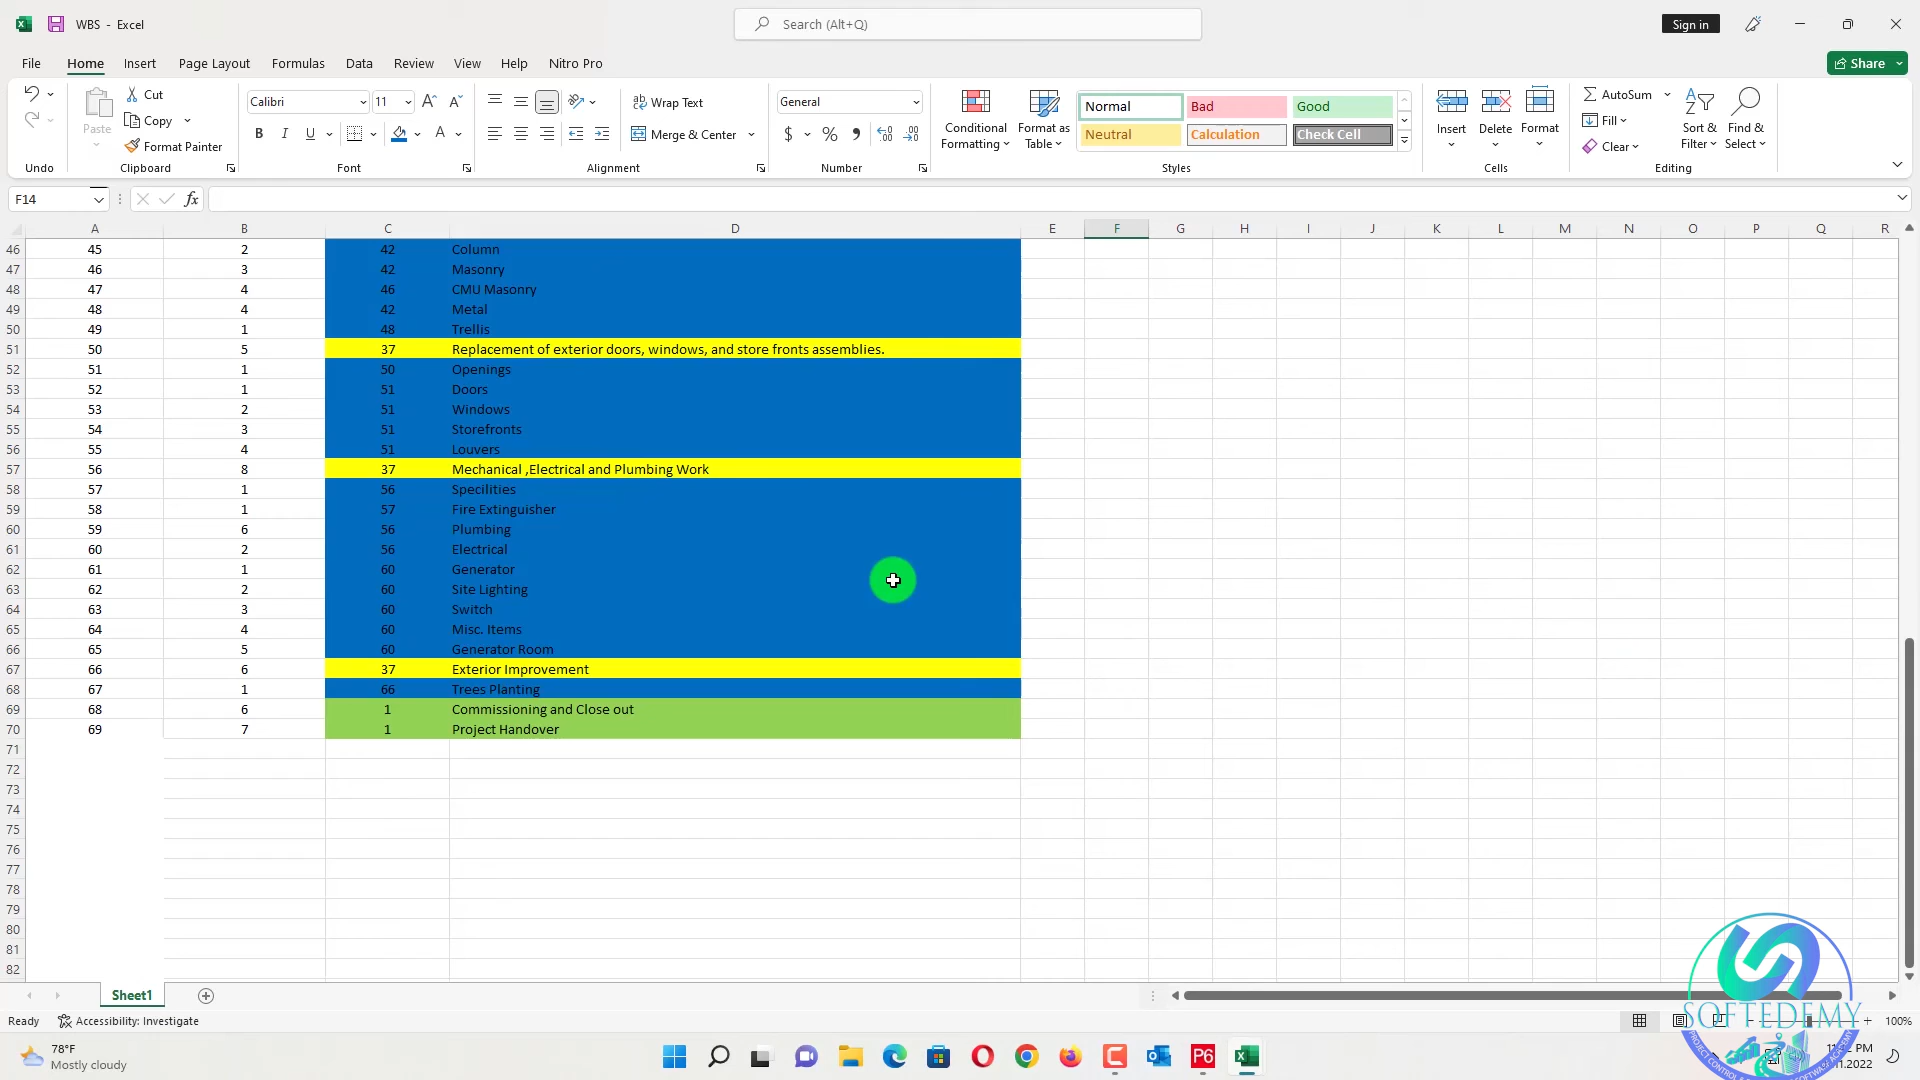 WBS - Excel
Search (Alt+Q)
Sign in
File Home Insert Page Layout Formulas Data Review View Help Nitro Pro
Share
Paste
Cut
Copy
Format Painter
Calibri 11
B I U
Wrap Text
Merge & Center
General
$ %
Conditional Formatting
Format as Table
Normal Bad Good
Neutral Calculation Check Cell
Insert Delete Format
AutoSum
Fill
Clear
Sort & Filter
Find & Select
Undo Clipboard Font Alignment Number Styles Cells Editing
F14 fx
A B C D E F G H I J K L M N O P Q R
46 45 2 42 Column
47 46 3 42 Masonry
48 47 4 46 CMU Masonry
49 48 4 42 Metal
50 49 1 48 Trellis
51 50 5 37 Replacement of exterior doors, windows, and store fronts assemblies.
52 51 1 50 Openings
53 52 1 51 Doors
54 53 2 51 Windows
55 54 3 51 Storefronts
56 55 4 51 Louvers
57 56 8 37 Mechanical ,Electrical and Plumbing Work
58 57 1 56 Specilities
59 58 1 57 Fire Extinguisher
60 59 6 56 Plumbing
61 60 2 56 Electrical
62 61 1 60 Generator
63 62 2 60 Site Lighting
64 63 3 60 Switch
65 64 4 60 Misc. Items
66 65 5 60 Generator Room
67 66 6 37 Exterior Improvement
68 67 1 66 Trees Planting
69 68 6 1 Commissioning and Close out
70 69 7 1 Project Handover
71
72
73
74
75
76
77
78
79
80
81
82
Sheet1
Ready Accessibility: Investigate
100%
SOFTEDEMY
78°F
Mostly cloudy
P6
PM
2022